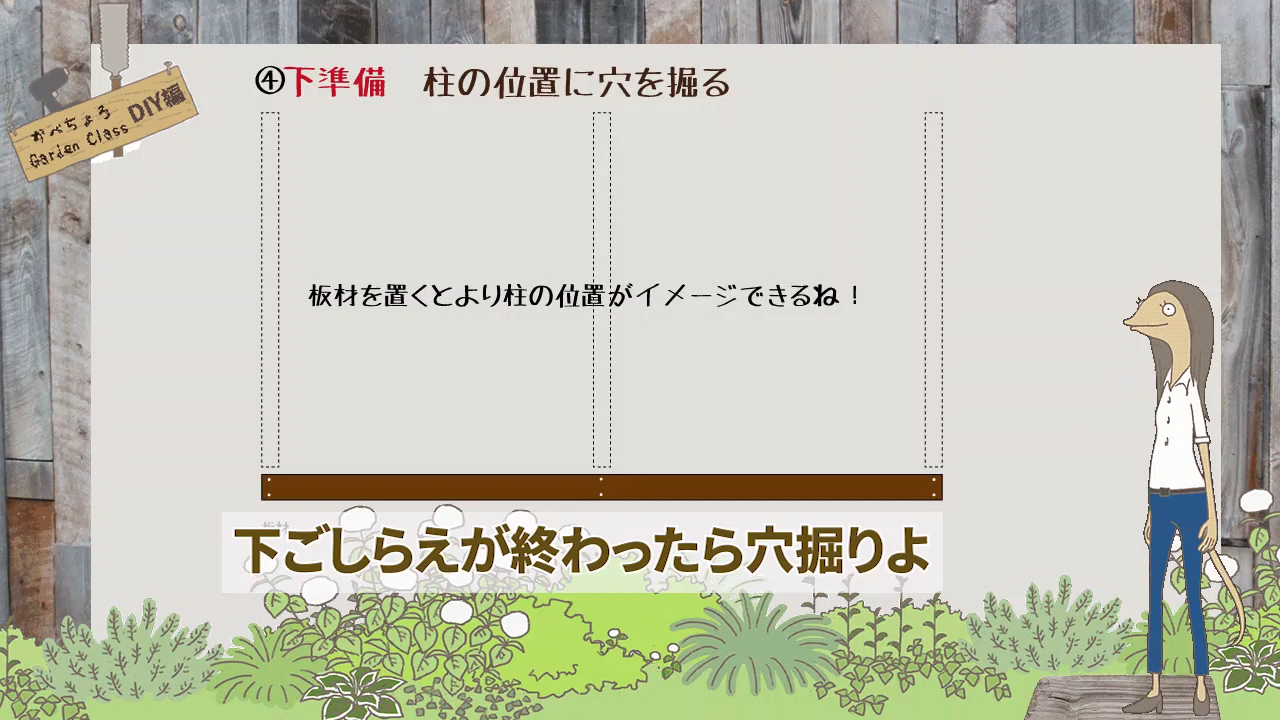 ④下準備 柱の位置に穴を掘る
かべちょろ
Garden Class
DIY編
板材を置くとより柱の位置がイメージできるね！
板材
下ごしらえが終わったら穴掘りよ